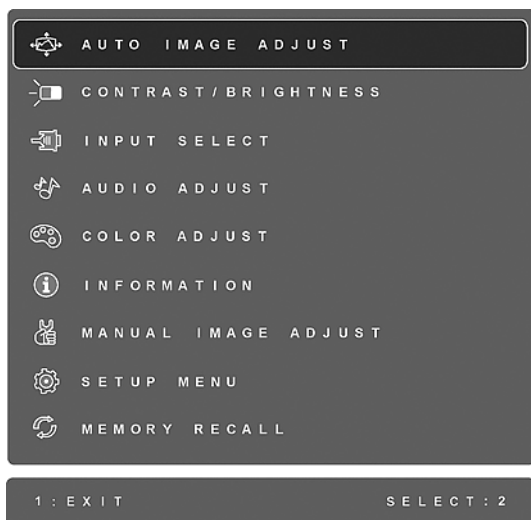 AUTO IMAGE ADJUST
CONTRAST/BRIGHTNESS
INPUT SELECT
AUDIO ADJUST
COLOR ADJUST
INFORMATION
MANUAL IMAGE ADJUST
SETUP MENU
MEMORY RECALL
1:EXIT SELECT:2